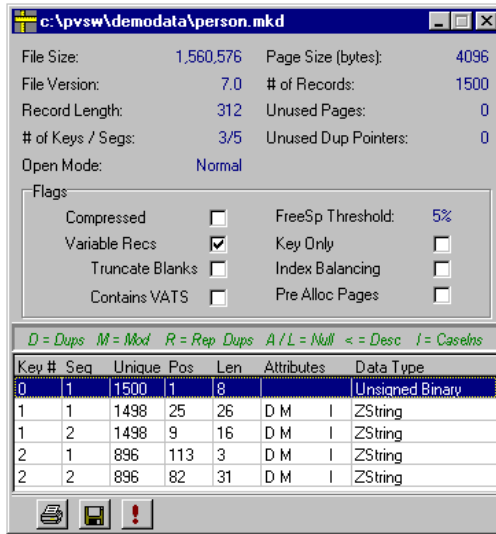 c:\pvsw\demodata\person.mkd
File Size: 1,560,576 Page Size (bytes): 4096
File Version: 7.0 # of Records: 1500
Record Length: 312 Unused Pages: 0
# of Keys / Segs: 3/5 Unused Dup Pointers: 0
Open Mode: Normal
Flags
Compressed FreeSp Threshold: 5%
Variable Recs Key Only
Truncate Blanks Index Balancing
Contains VATS Pre Alloc Pages
D = Dups M = Mod R = Rep Dups A / L = Null < = Desc I = CaseIns
Key # Seg Unique Pos Len Attributes Data Type
0 1 1500 1 8 Unsigned Binary
1 1 1498 25 26 D M I ZString
1 2 1498 9 16 D M I ZString
2 1 896 113 3 D M I ZString
2 2 896 82 31 D M I ZString